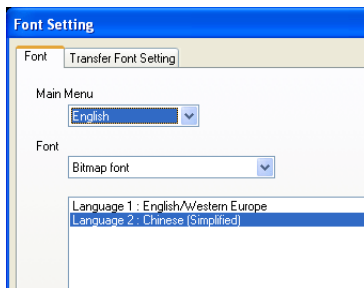 Font Setting
Font Transfer Font Setting
Main Menu
English
Font
Bitmap font
Language 1 : English/Western Europe
Language 2 : Chinese (Simplified)